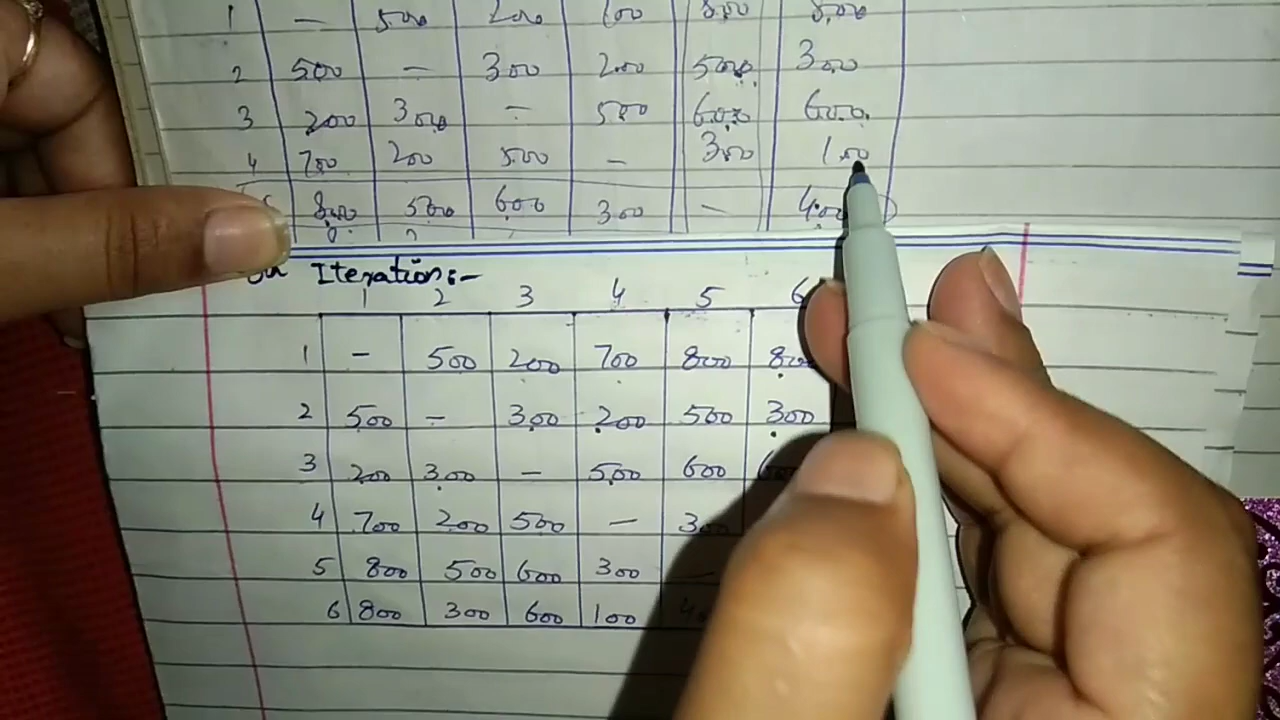 1 — 500 200 800
2 500 — 300 200 500 300
3 200 300 — 500 600 600
4 700 200 500 — 300 100
800 500 600 300 — 400
Iteration:-
1 2 3 4 5 6
1 — 500 200 700 800 800
2 500 — 300 200 500 300
3 200 300 — 500 600
4 700 200 500 —
5 800 500 600 300 —
6 800 300 600 100